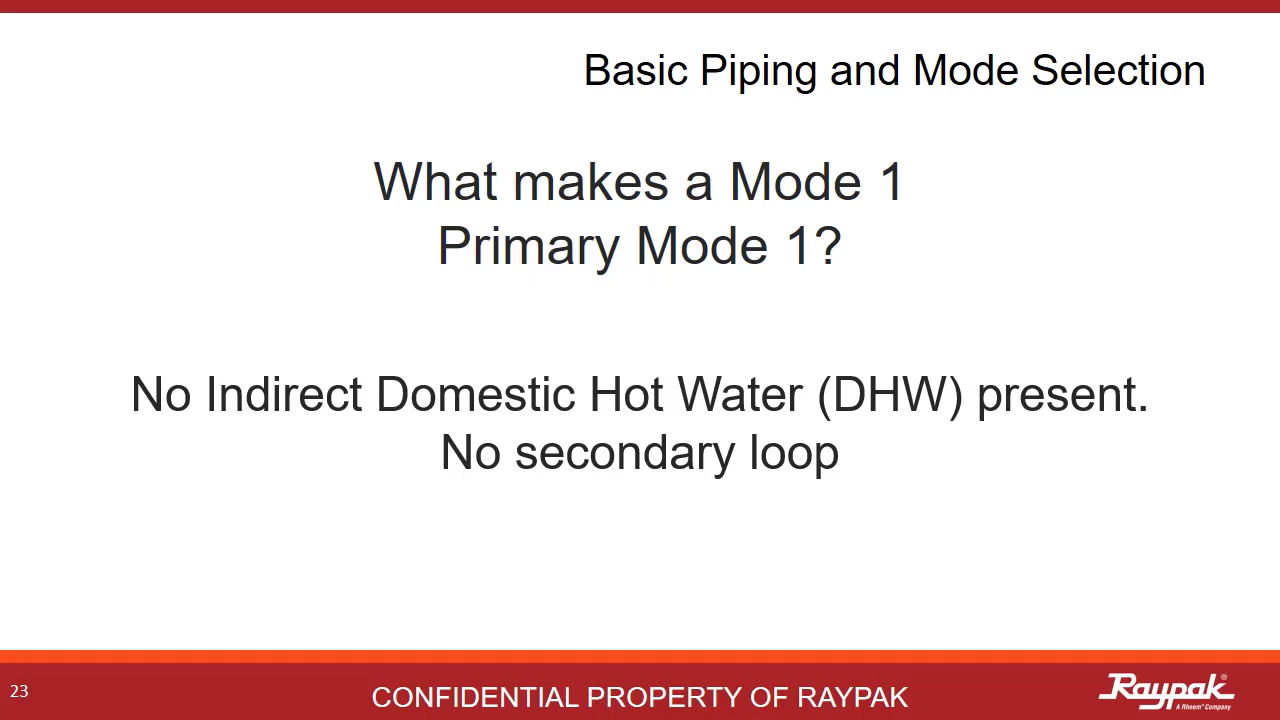 Basic Piping and Mode Selection
What makes a Mode 1
Primary Mode 1?
No Indirect Domestic Hot Water (DHW) present.
No secondary loop
23
CONFIDENTIAL PROPERTY OF RAYPAK
Raypak®
A Rheem® Company